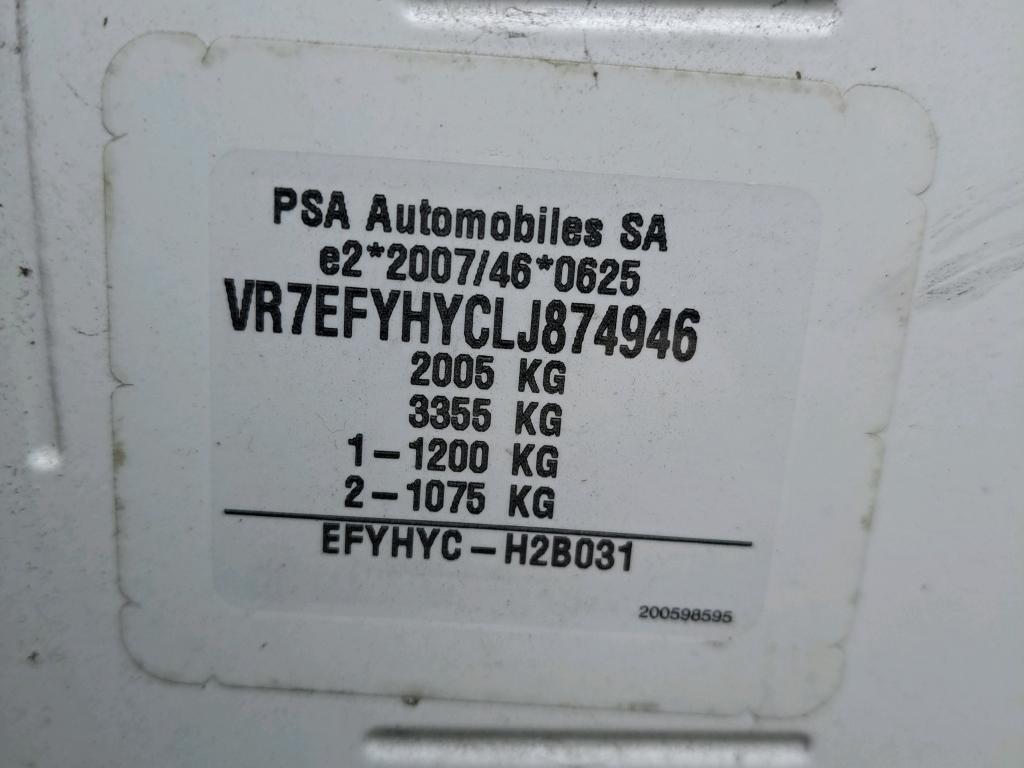 PSA Automobiles SA
e2*2007/46*0625
VR7EFYHYCLJ874946
2005 KG
3355 KG
1-1200 KG
2-1075 KG
EFYHYC-H2B031
200598595